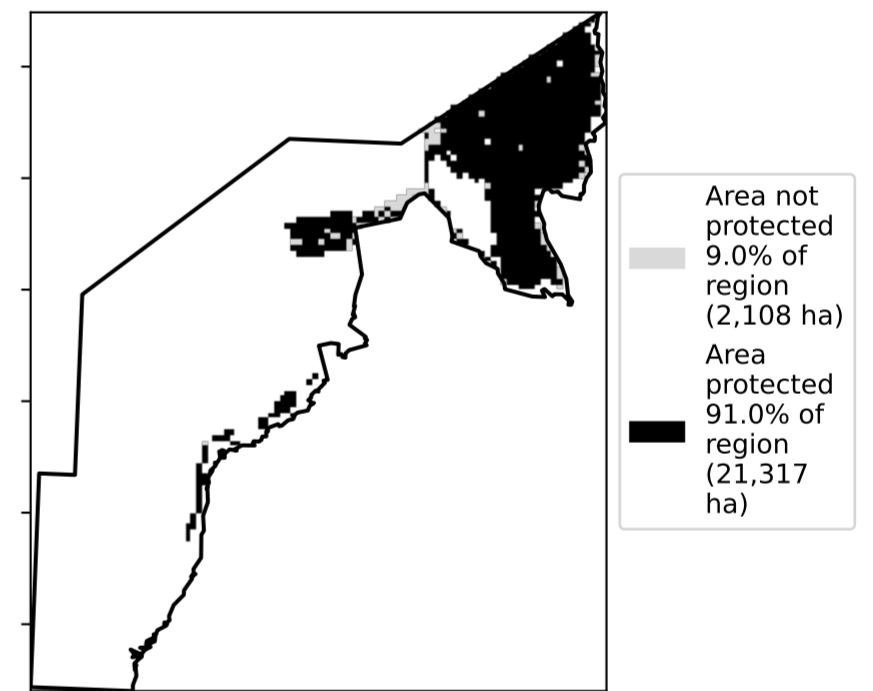 Area not
protected
9.0% of
region
(2,108 ha)
Area
protected
91.0% of
region
(21,317
ha)